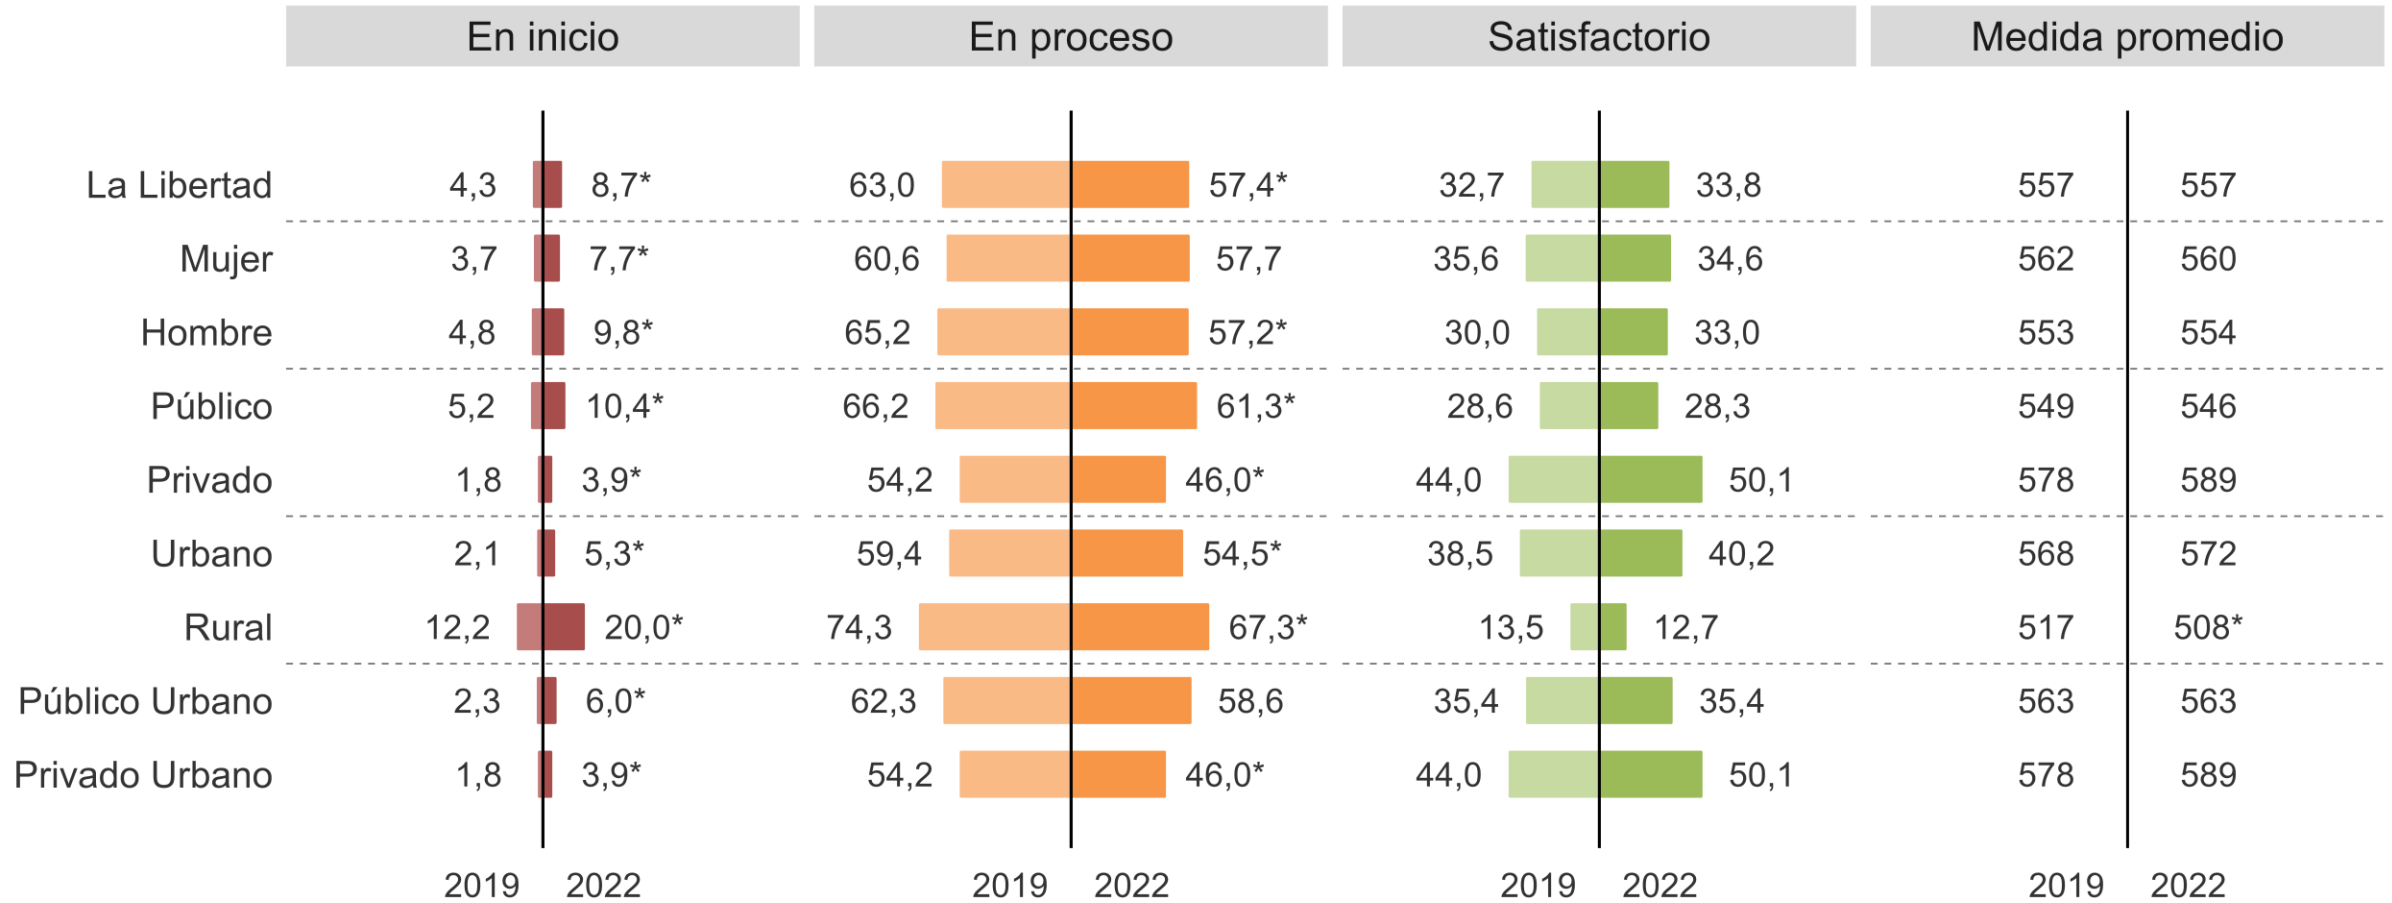 En inicio En proceso Satisfactorio Medida promedio
La Libertad 4,3 8,7* 63,0 57,4* 32,7 33,8 557 557
Mujer 3,7 7,7* 60,6 57,7 35,6 34,6 562 560
Hombre 4,8 9,8* 65,2 57,2* 30,0 33,0 553 554
Público 5,2 10,4* 66,2 61,3* 28,6 28,3 549 546
Privado 1,8 3,9* 54,2 46,0* 44,0 50,1 578 589
Urbano 2,1 5,3* 59,4 54,5* 38,5 40,2 568 572
Rural 12,2 20,0* 74,3 67,3* 13,5 12,7 517 508*
Público Urbano 2,3 6,0* 62,3 58,6 35,4 35,4 563 563
Privado Urbano 1,8 3,9* 54,2 46,0* 44,0 50,1 578 589
2019 2022 2019 2022 2019 2022 2019 2022